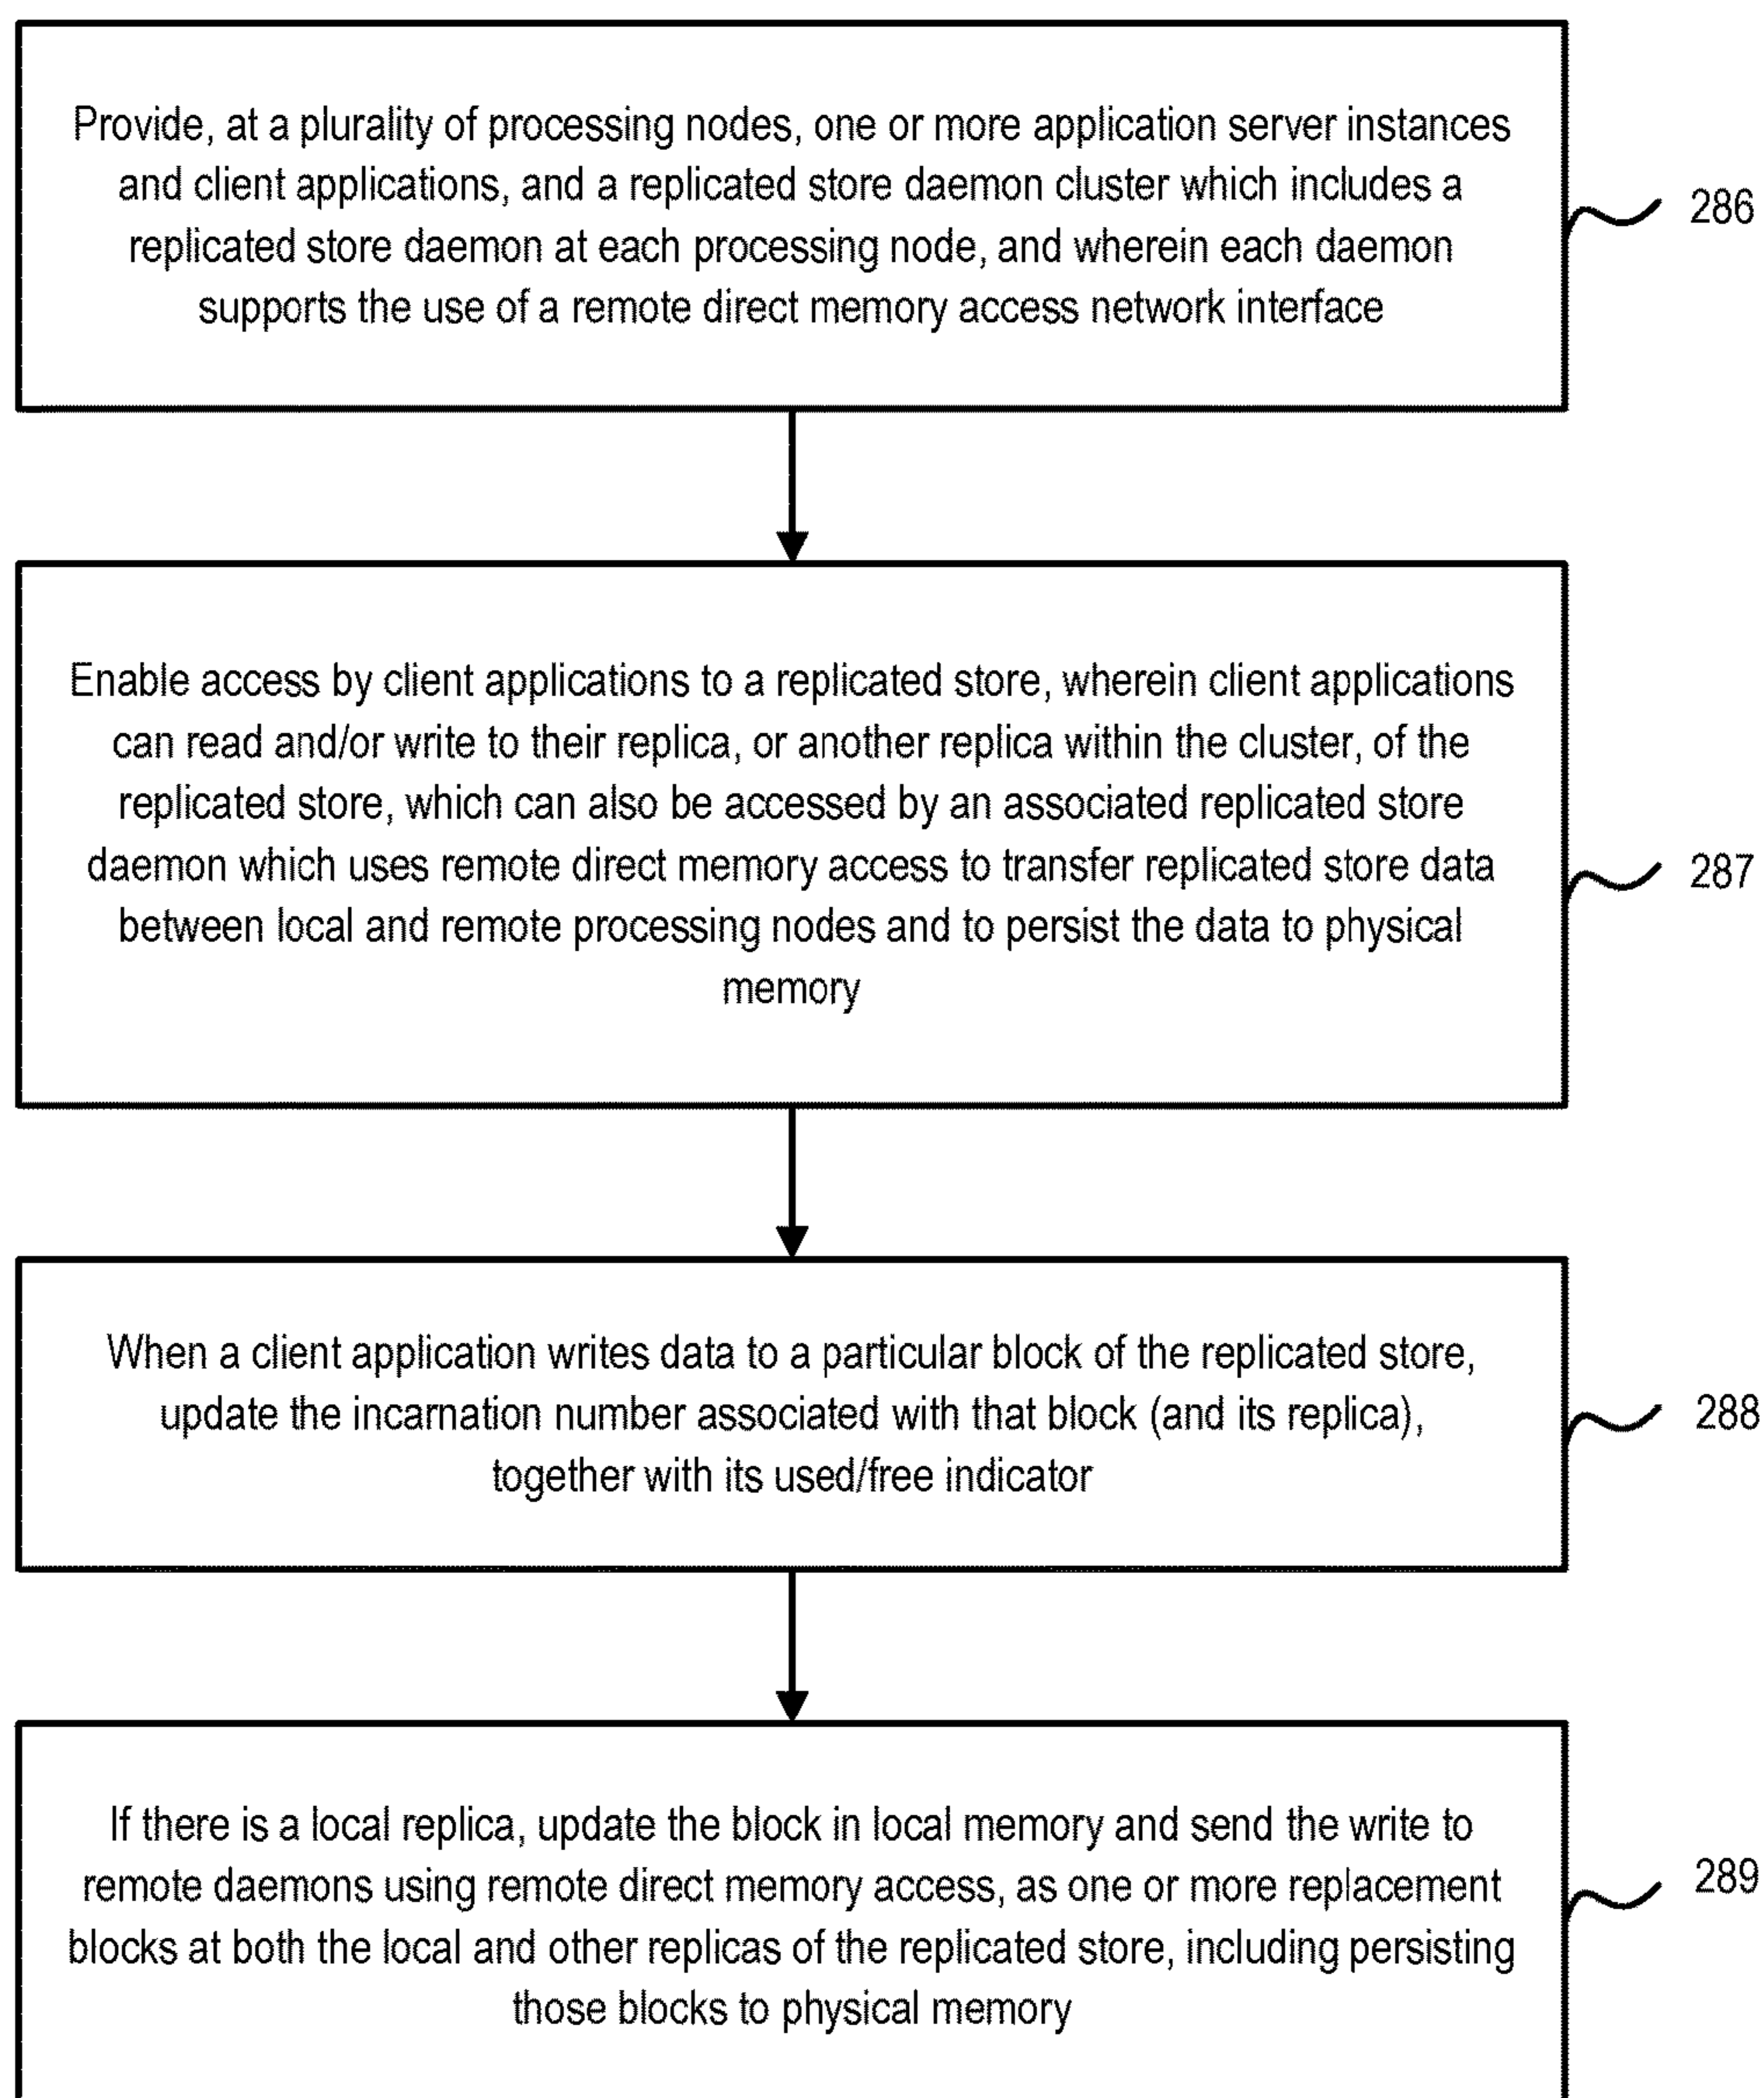 Provide, at a plurality of processing nodes, one or more application server instances
and client applications, and a replicated store daemon cluster which includes a
replicated store daemon at each processing node, and wherein each daemon
supports the use of a remote direct memory access network interface
286
Enable access by client applications to a replicated store, wherein client applications
can read and/or write to their replica, or another replica within the cluster, of the
replicated store, which can also be accessed by an associated replicated store
daemon which uses remote direct memory access to transfer replicated store data
between local and remote processing nodes and to persist the data to physical
memory
287
When a client application writes data to a particular block of the replicated store,
update the incarnation number associated with that block (and its replica),
together with its used/free indicator
288
If there is a local replica, update the block in local memory and send the write to
remote daemons using remote direct memory access, as one or more replacement
blocks at both the local and other replicas of the replicated store, including persisting
those blocks to physical memory
289